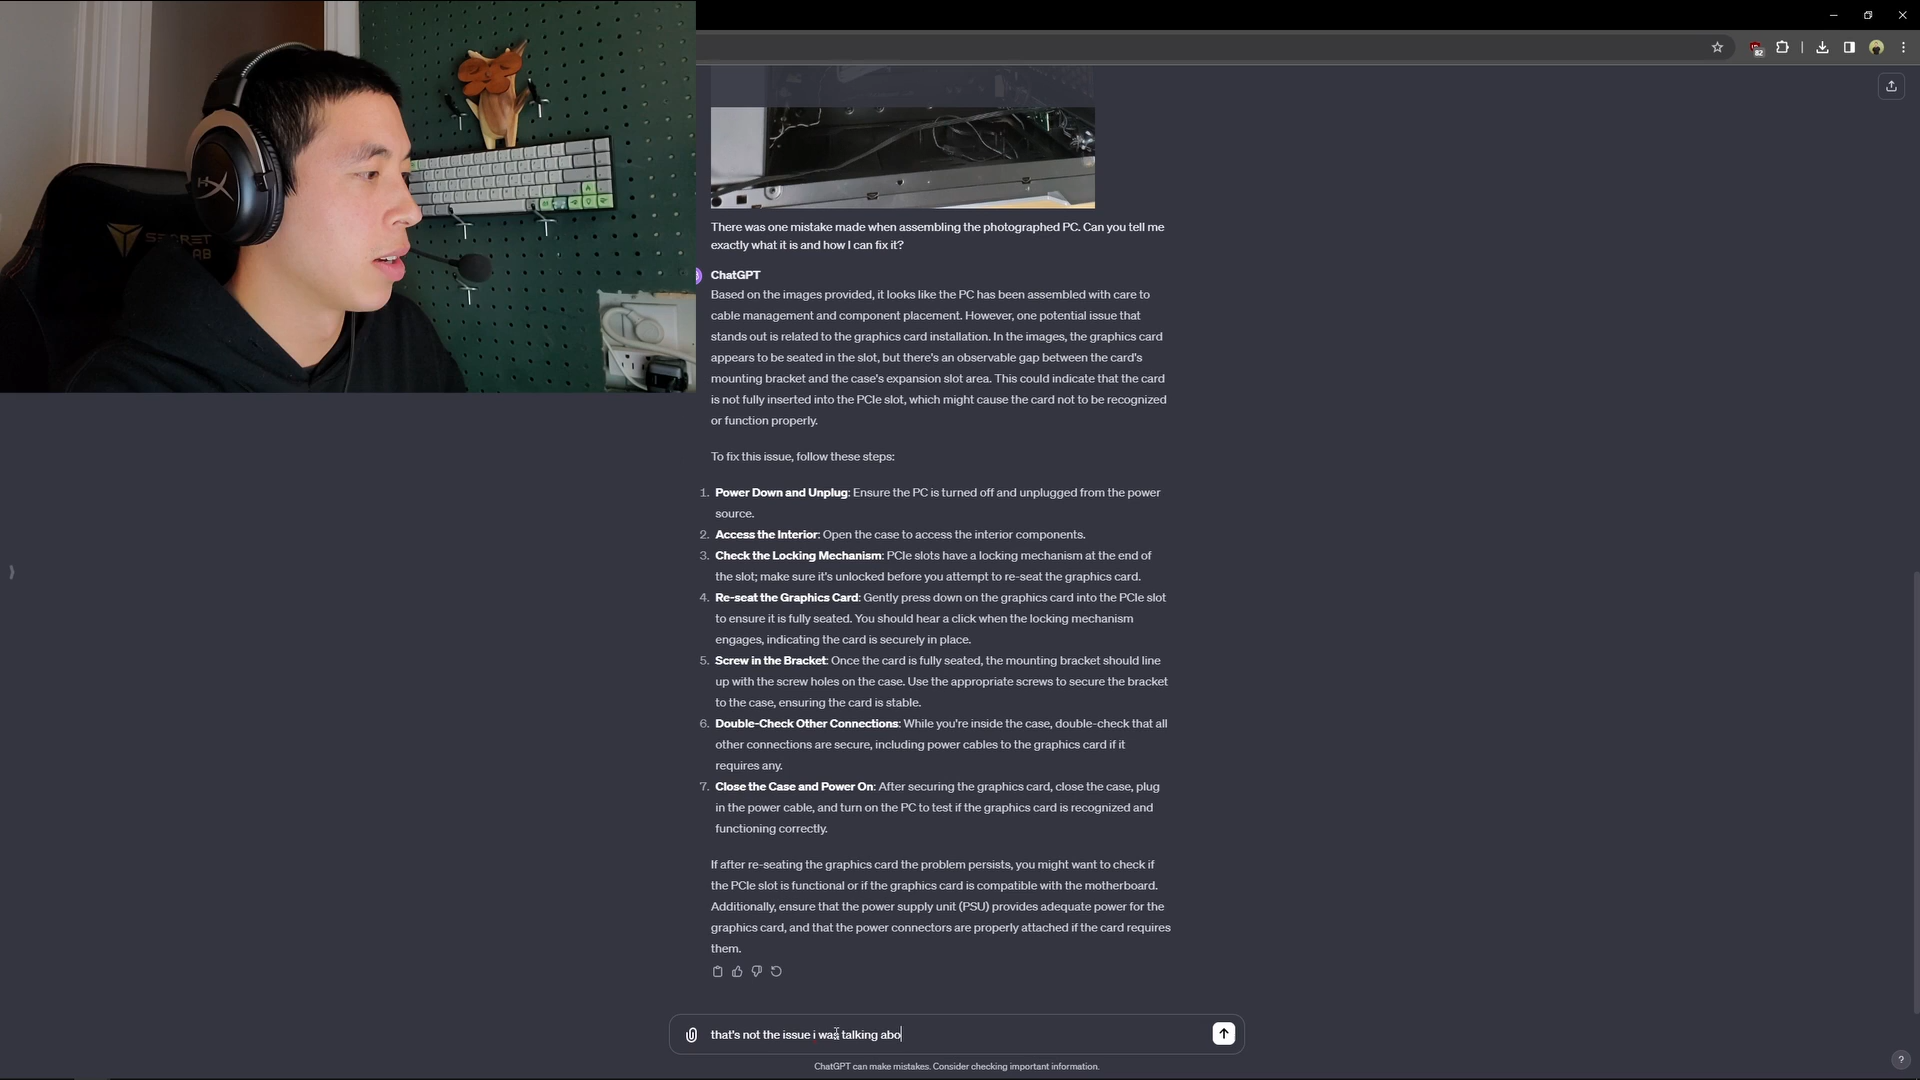 82
SECRET
LAB
There was one mistake made when assembling the photographed PC. Can you tell me
exactly what it is and how I can fix it?
ChatGPT
Based on the images provided, it looks like the PC has been assembled with care to
cable management and component placement. However, one potential issue that
stands out is related to the graphics card installation. In the images, the graphics card
appears to be seated in the slot, but there's an observable gap between the card's
mounting bracket and the case's expansion slot area. This could indicate that the card
is not fully inserted into the PCIe slot, which might cause the card not to be recognized
or function properly.
To fix this issue, follow these steps:
1. Power Down and Unplug: Ensure the PC is turned off and unplugged from the power
source.
2. Access the Interior: Open the case to access the interior components.
3. Check the Locking Mechanism: PCIe slots have a locking mechanism at the end of
the slot; make sure it's unlocked before you attempt to re-seat the graphics card.
4. Re-seat the Graphics Card: Gently press down on the graphics card into the PCIe slot
to ensure it is fully seated. You should hear a click when the locking mechanism
engages, indicating the card is securely in place.
5. Screw in the Bracket: Once the card is fully seated, the mounting bracket should line
up with the screw holes on the case. Use the appropriate screws to secure the bracket
to the case, ensuring the card is stable.
6. Double-Check Other Connections: While you're inside the case, double-check that all
other connections are secure, including power cables to the graphics card if it
requires any.
7. Close the Case and Power On: After securing the graphics card, close the case, plug
in the power cable, and turn on the PC to test if the graphics card is recognized and
functioning correctly.
If after re-seating the graphics card the problem persists, you might want to check if
the PCIe slot is functional or if the graphics card is compatible with the motherboard.
Additionally, ensure that the power supply unit (PSU) provides adequate power for the
graphics card, and that the power connectors are properly attached if the card requires
them.
that's not the issue i was talking abo
ChatGPT can make mistakes. Consider checking important information.
?